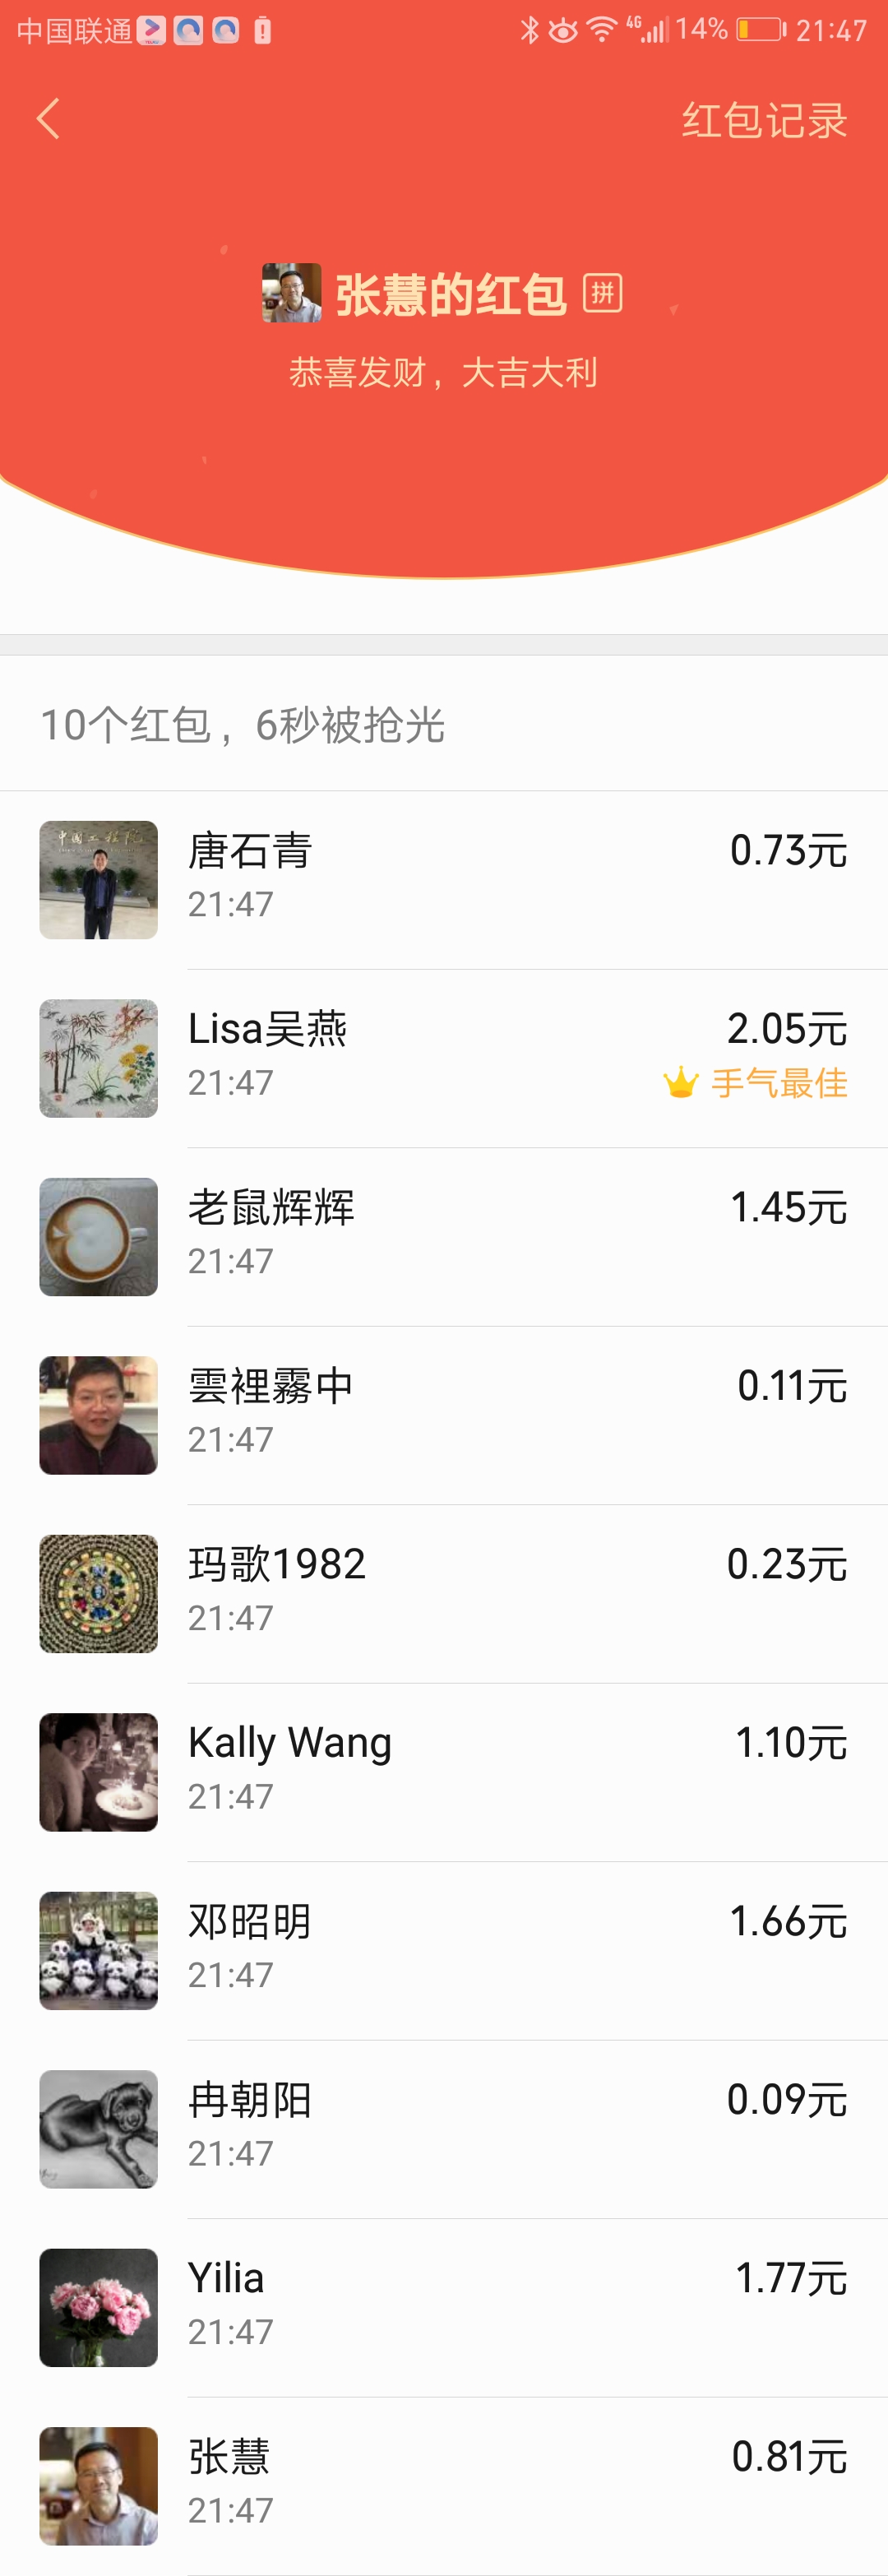 中国联通 4G 14% 21:47
红包记录
张慧的红包 拼
恭喜发财，大吉大利
10个红包，6秒被抢光
中国工程院
唐石青 0.73元
21:47
Lisa吴燕 2.05元
21:47 手气最佳
老鼠辉辉 1.45元
21:47
雲裡霧中 0.11元
21:47
玛歌1982 0.23元
21:47
Kally Wang 1.10元
21:47
邓昭明 1.66元
21:47
冉朝阳 0.09元
21:47
Yilia 1.77元
21:47
张慧 0.81元
21:47